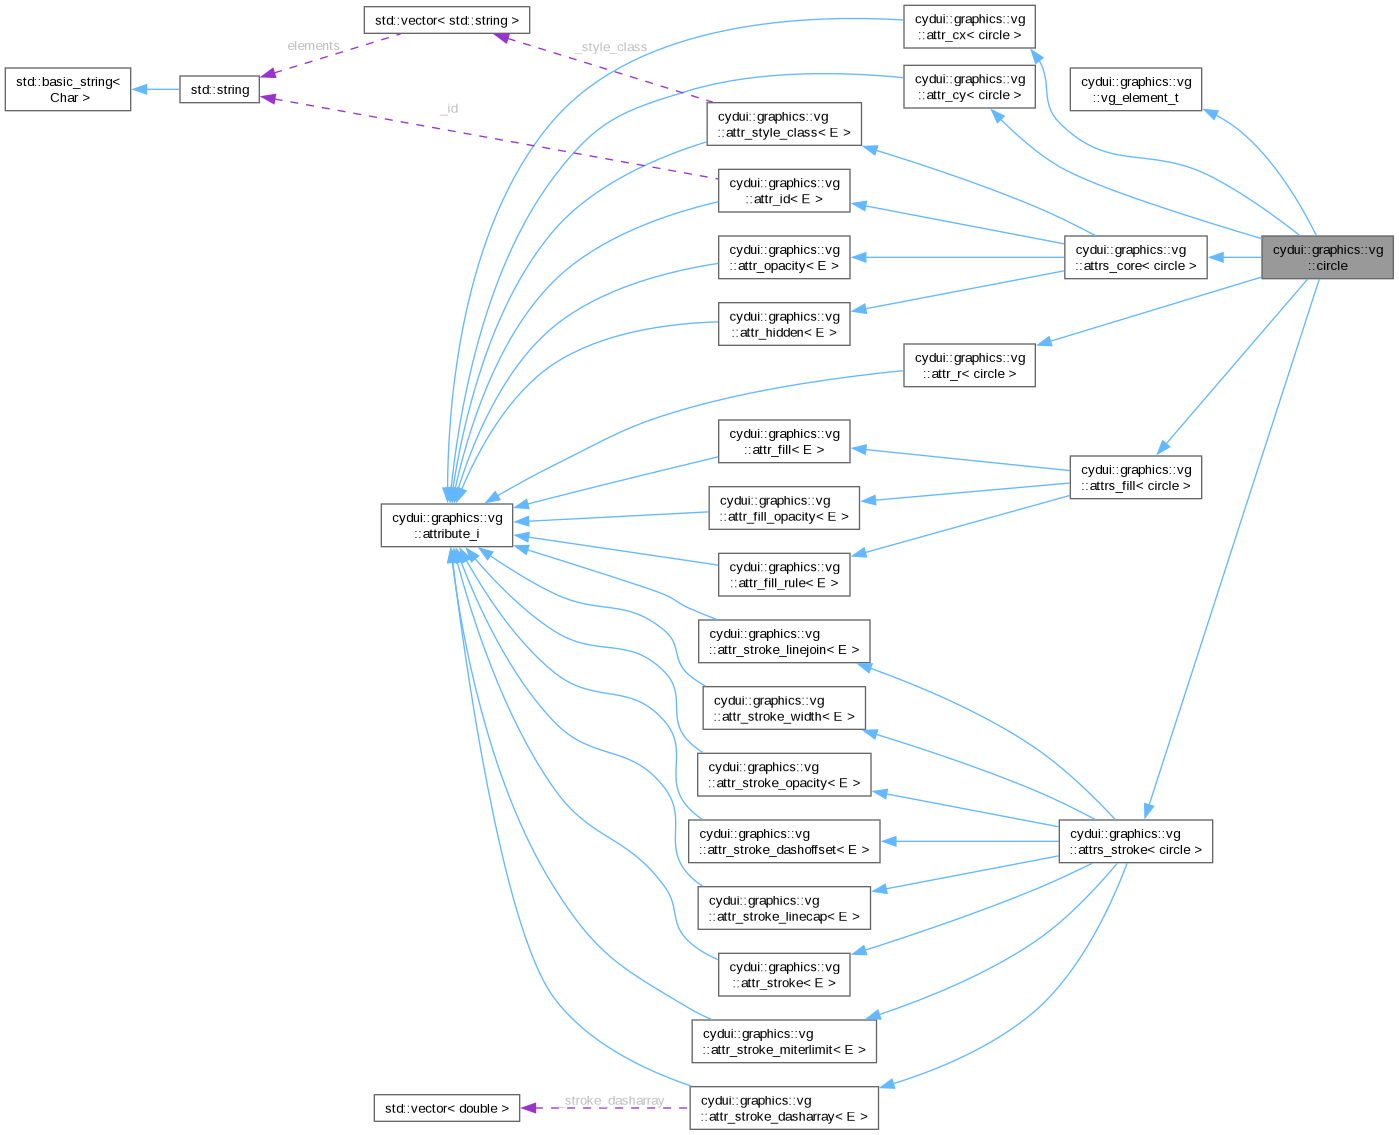 std::vector< std::string >
cydui::graphics::vg
::attr_cx< circle >
elements
_style_class
std::basic_string<
Char >
std::string
cydui::graphics::vg
::attr_cy< circle >
cydui::graphics::vg
::vg_element_t
_id
cydui::graphics::vg
::attr_style_class< E >
cydui::graphics::vg
::attr_id< E >
cydui::graphics::vg
::attr_opacity< E >
cydui::graphics::vg
::attrs_core< circle >
cydui::graphics::vg
::circle
cydui::graphics::vg
::attr_hidden< E >
cydui::graphics::vg
::attr_r< circle >
cydui::graphics::vg
::attr_fill< E >
cydui::graphics::vg
::attrs_fill< circle >
cydui::graphics::vg
::attr_fill_opacity< E >
cydui::graphics::vg
::attribute_i
cydui::graphics::vg
::attr_fill_rule< E >
cydui::graphics::vg
::attr_stroke_linejoin< E >
cydui::graphics::vg
::attr_stroke_width< E >
cydui::graphics::vg
::attr_stroke_opacity< E >
cydui::graphics::vg
::attr_stroke_dashoffset< E >
cydui::graphics::vg
::attrs_stroke< circle >
cydui::graphics::vg
::attr_stroke_linecap< E >
cydui::graphics::vg
::attr_stroke< E >
cydui::graphics::vg
::attr_stroke_miterlimit< E >
std::vector< double >
_stroke_dasharray
cydui::graphics::vg
::attr_stroke_dasharray< E >